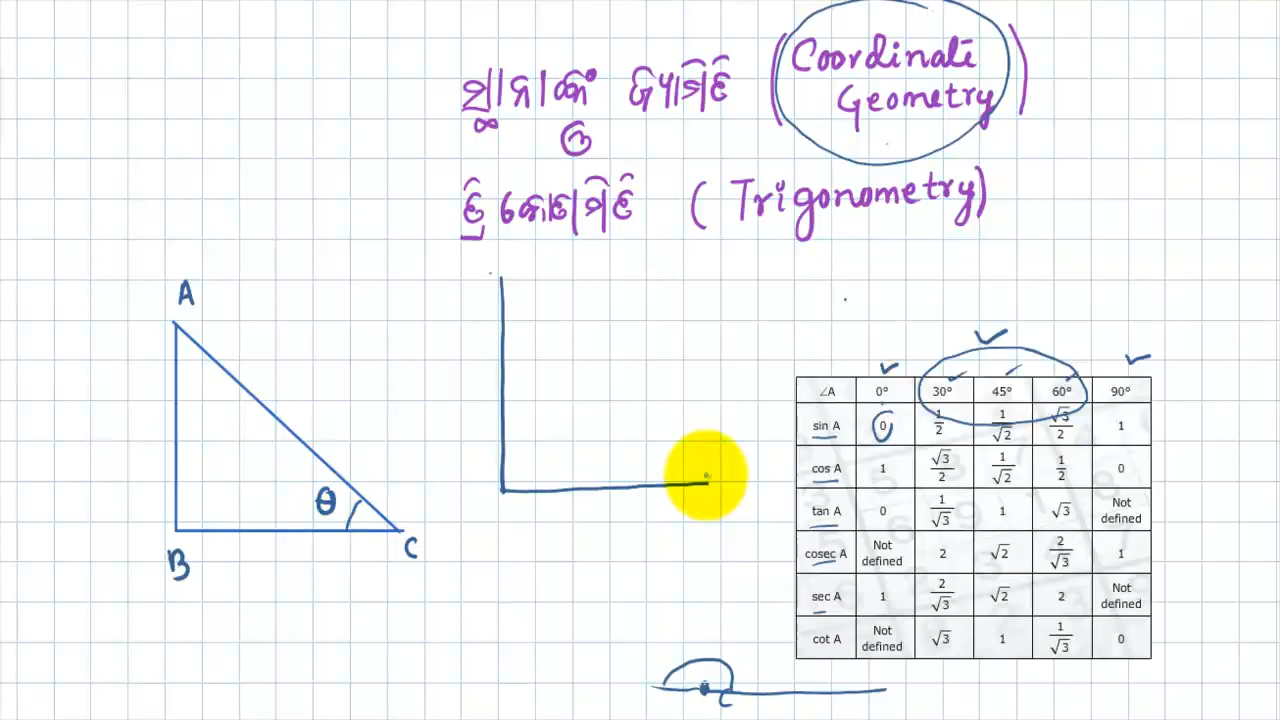 ସ୍ଥାନାଙ୍କ ଜ୍ୟାମିତି (Coordinate
Geometry)
ଓ
ତ୍ରିକୋଣମିତି (Trigonometry)
A
θ
B
C
∠A 0° 30° 45° 60° 90°
sin A 0 1/2 1/√2 √3/2 1
cos A 1 √3/2 1/√2 1/2 0
tan A 0 1/√3 1 √3 Not defined
cosec A Not defined 2 √2 2/√3 1
sec A 1 2/√3 √2 2 Not defined
cot A Not defined √3 1 1/√3 0